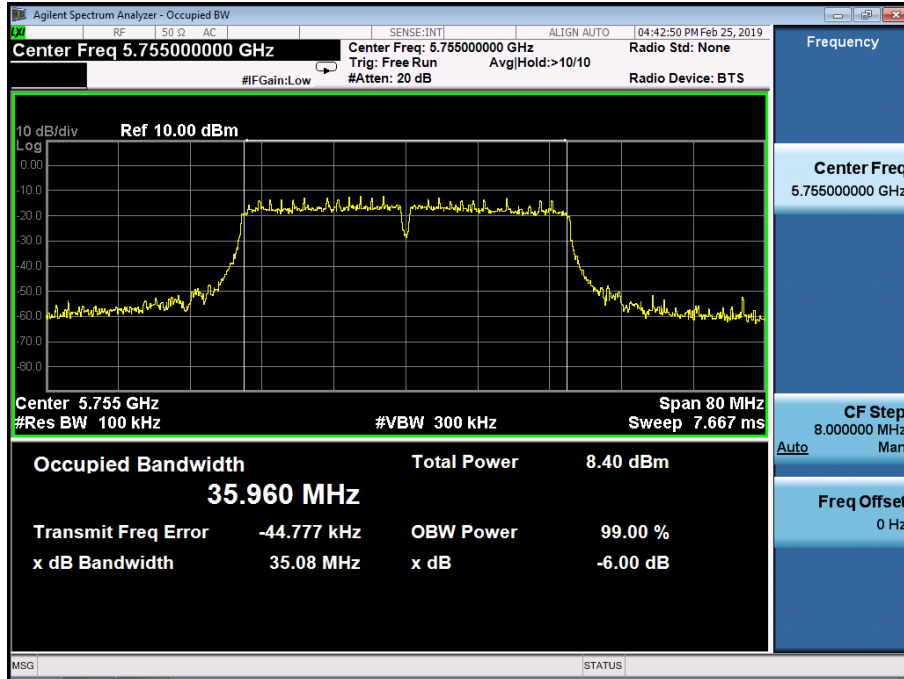 Agilent Spectrum Analyzer - Occupied BW
LXI RF 50 Ω AC SENSE:INT ALIGN AUTO 04:42:50 PM Feb 25, 2019
Center Freq 5.755000000 GHz
Center Freq: 5.755000000 GHz Radio Std: None
Trig: Free Run Avg|Hold:>10/10
#IFGain:Low #Atten: 20 dB Radio Device: BTS
10 dB/div Ref 10.00 dBm
Log
0.00
-10.0
-20.0
-30.0
-40.0
-50.0
-60.0
-70.0
-80.0
Center 5.755 GHz Span 80 MHz
#Res BW 100 kHz #VBW 300 kHz Sweep 7.667 ms
Occupied Bandwidth Total Power 8.40 dBm
35.960 MHz
Transmit Freq Error -44.777 kHz OBW Power 99.00 %
x dB Bandwidth 35.08 MHz x dB -6.00 dB
MSG STATUS
Frequency
Center Freq
5.755000000 GHz
CF Step
8.000000 MHz
Auto Man
Freq Offset
0 Hz